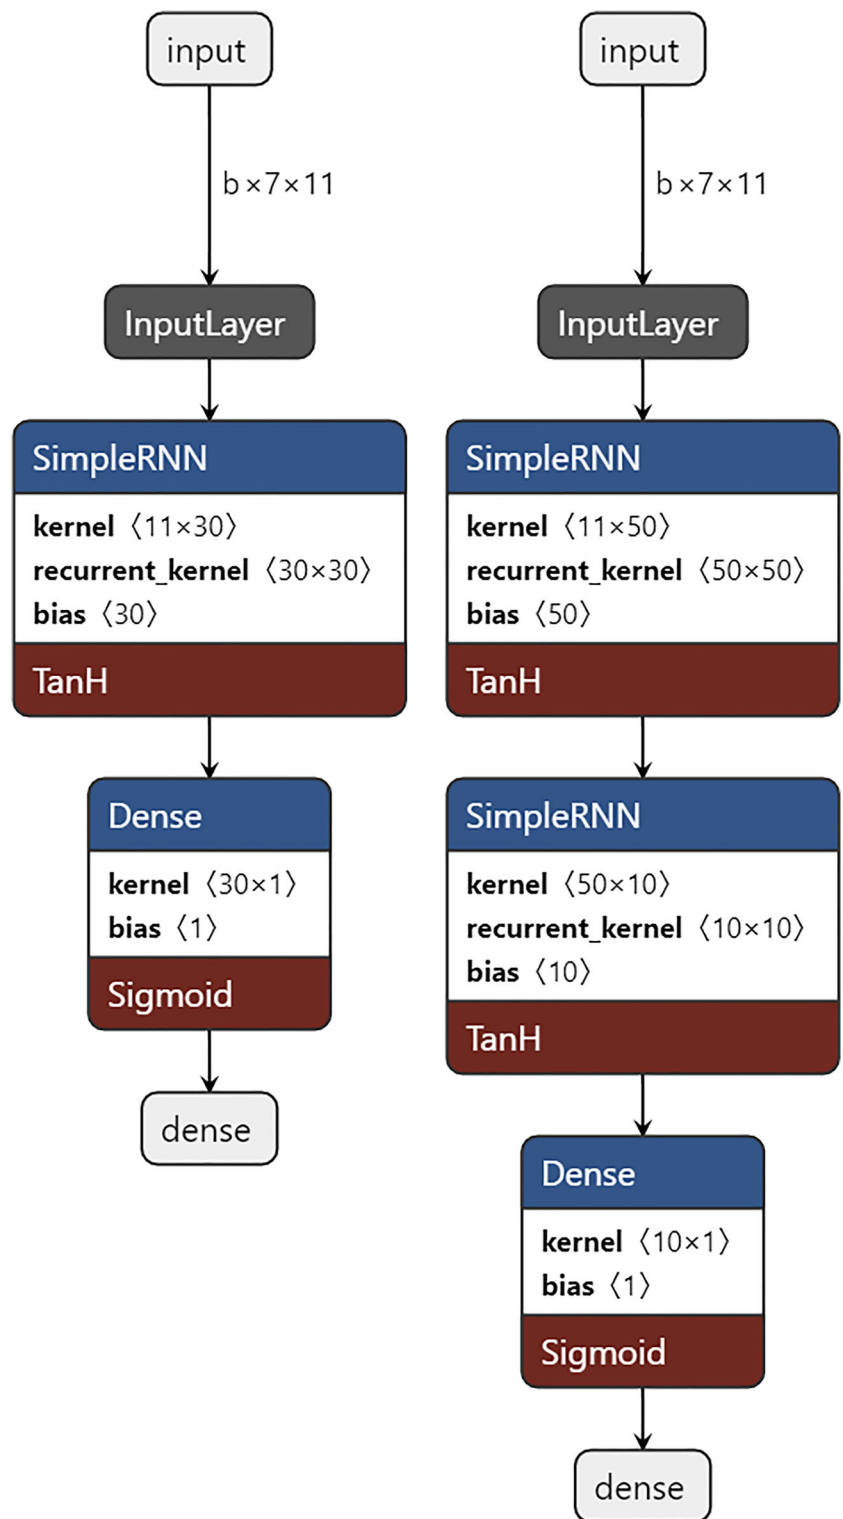 input
b×7×11
InputLayer
SimpleRNN
kernel 〈11×30〉
recurrent_kernel 〈30×30〉
bias 〈30〉
TanH
Dense
kernel 〈30×1〉
bias 〈1〉
Sigmoid
dense
input
b×7×11
InputLayer
SimpleRNN
kernel 〈11×50〉
recurrent_kernel 〈50×50〉
bias 〈50〉
TanH
SimpleRNN
kernel 〈50×10〉
recurrent_kernel 〈10×10〉
bias 〈10〉
TanH
Dense
kernel 〈10×1〉
bias 〈1〉
Sigmoid
dense